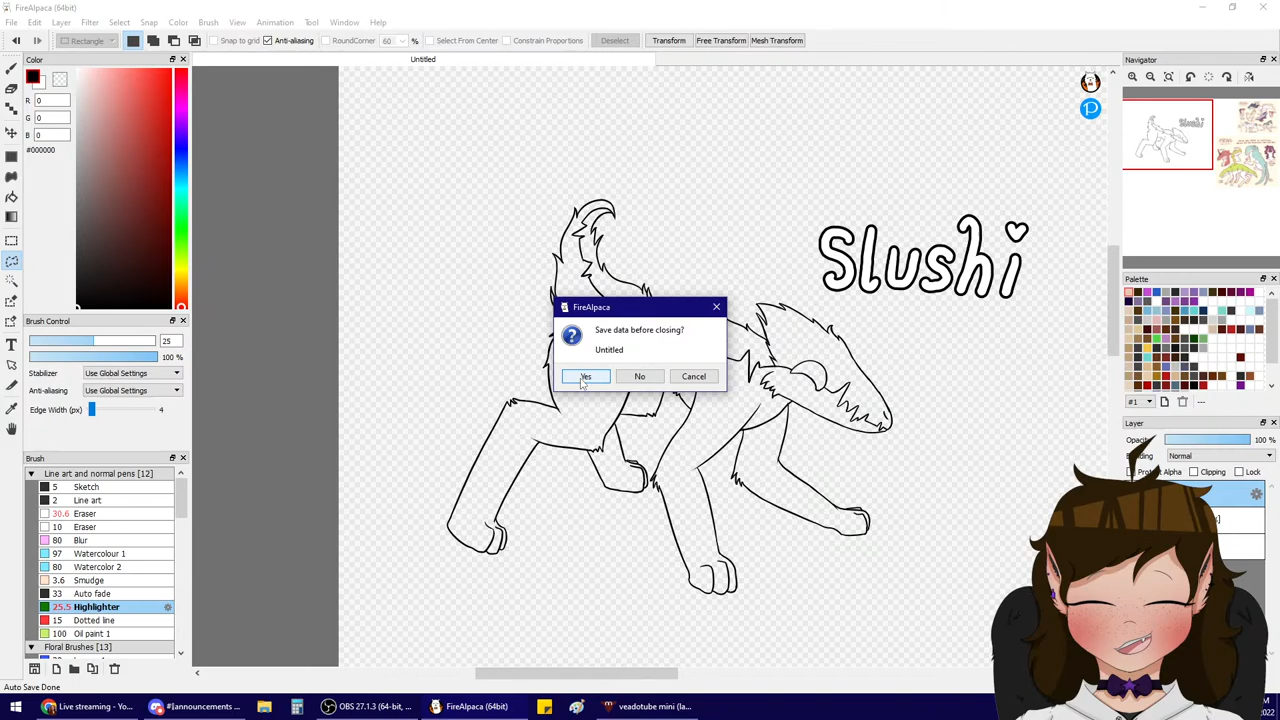 FireAlpaca (64bit)
File Edit Layer Filter Select Snap Color Brush View Animation Tool Window Help
Rectangle Snap to grid Anti-aliasing RoundCorner 60 % Select From Center Constrain Proportions Deselect Transform Free Transform Mesh Transform
Color
Untitled
Navigator
R 0
G 0
B 0
#000000
Slushi
FireAlpaca
Save data before closing?
Untitled
Yes No Cancel
Palette
#1 ---
Brush Control
25
100 %
Stabilizer Use Global Settings
Anti-aliasing Use Global Settings
Edge Width (px) 4
Layer
Opacity 100 %
Normal
Protect Alpha Clipping Lock
Brush
Line art and normal pens [12]
5 Sketch
2 Line art
30.6 Eraser
10 Eraser
80 Blur
97 Watercolour 1
80 Watercolor 2
3.6 Smudge
33 Auto fade
25.5 Highlighter
15 Dotted line
100 Oil paint 1
Floral Brushes [13]
Auto Save Done
Live streaming - Yo...
#[announcements ...
OBS 27.1.3 (64-bit, ...
FireAlpaca (64bit)
veadotube mini (la...
2022